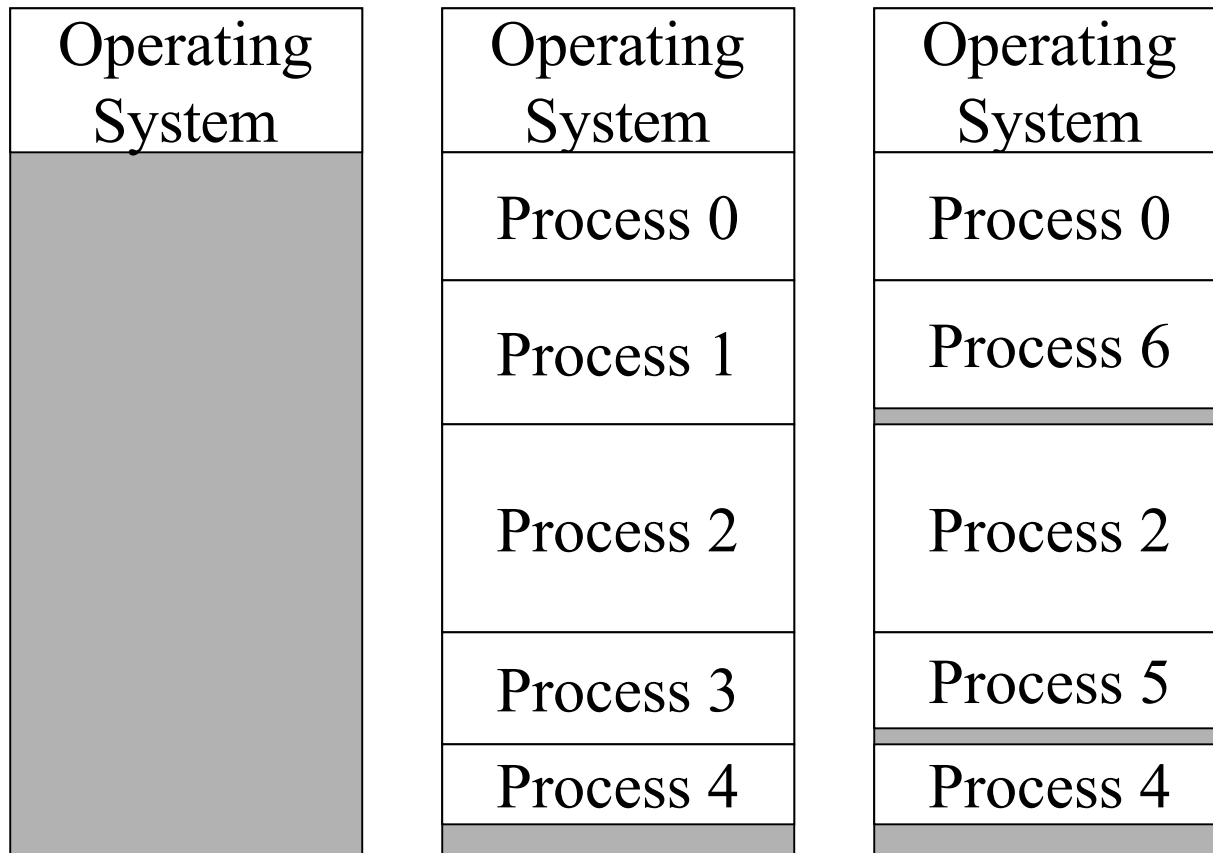 Operating
System
Operating
System
Process 0
Process 1
Process 2
Process 3
Process 4
Operating
System
Process 0
Process 6
Process 2
Process 5
Process 4